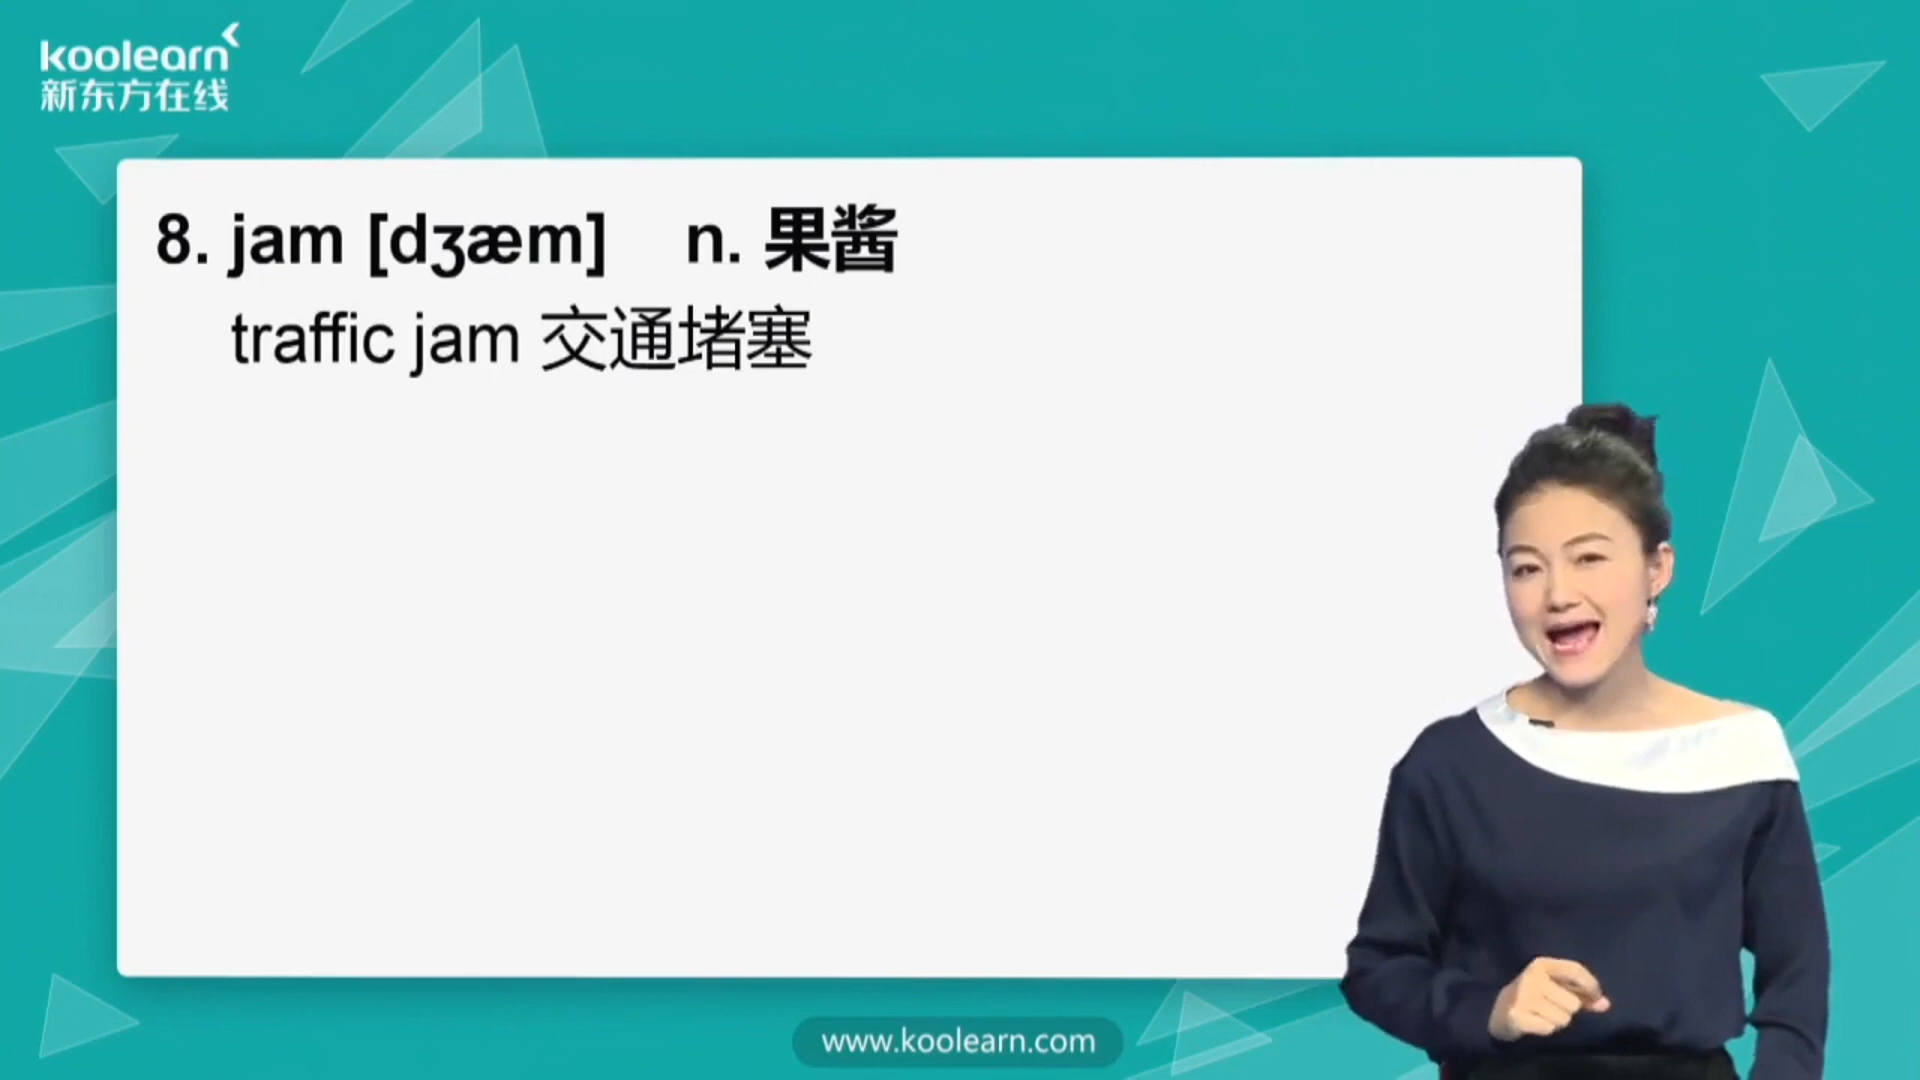 koolearn
新东方在线
8. jam [dʒæm] n. 果酱
traffic jam 交通堵塞
www.koolearn.com